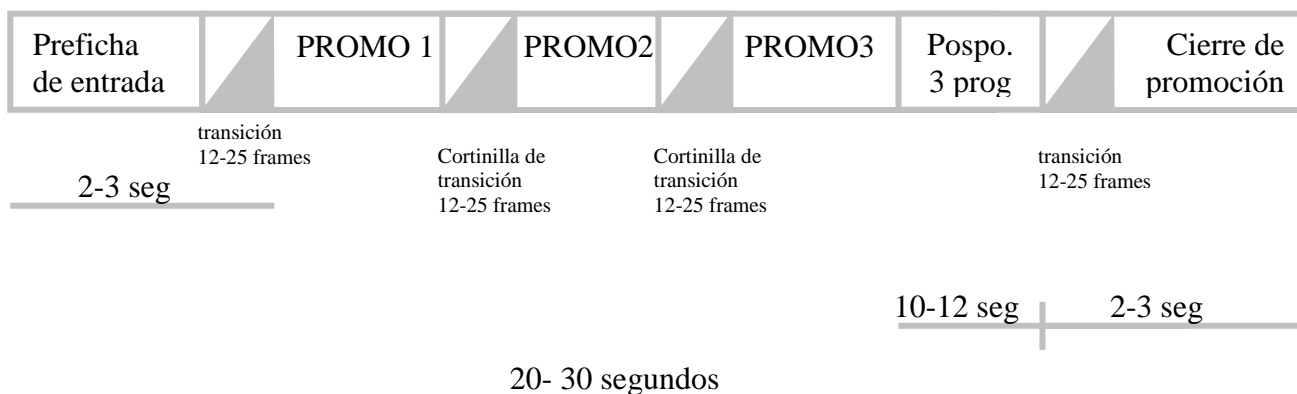 Preficha
de entrada
PROMO 1
PROMO2
PROMO3
Pospo.
3 prog
Cierre de
promoción
transición
12-25 frames
Cortinilla de
transición
12-25 frames
Cortinilla de
transición
12-25 frames
transición
12-25 frames
2-3 seg
10-12 seg
2-3 seg
20- 30 segundos